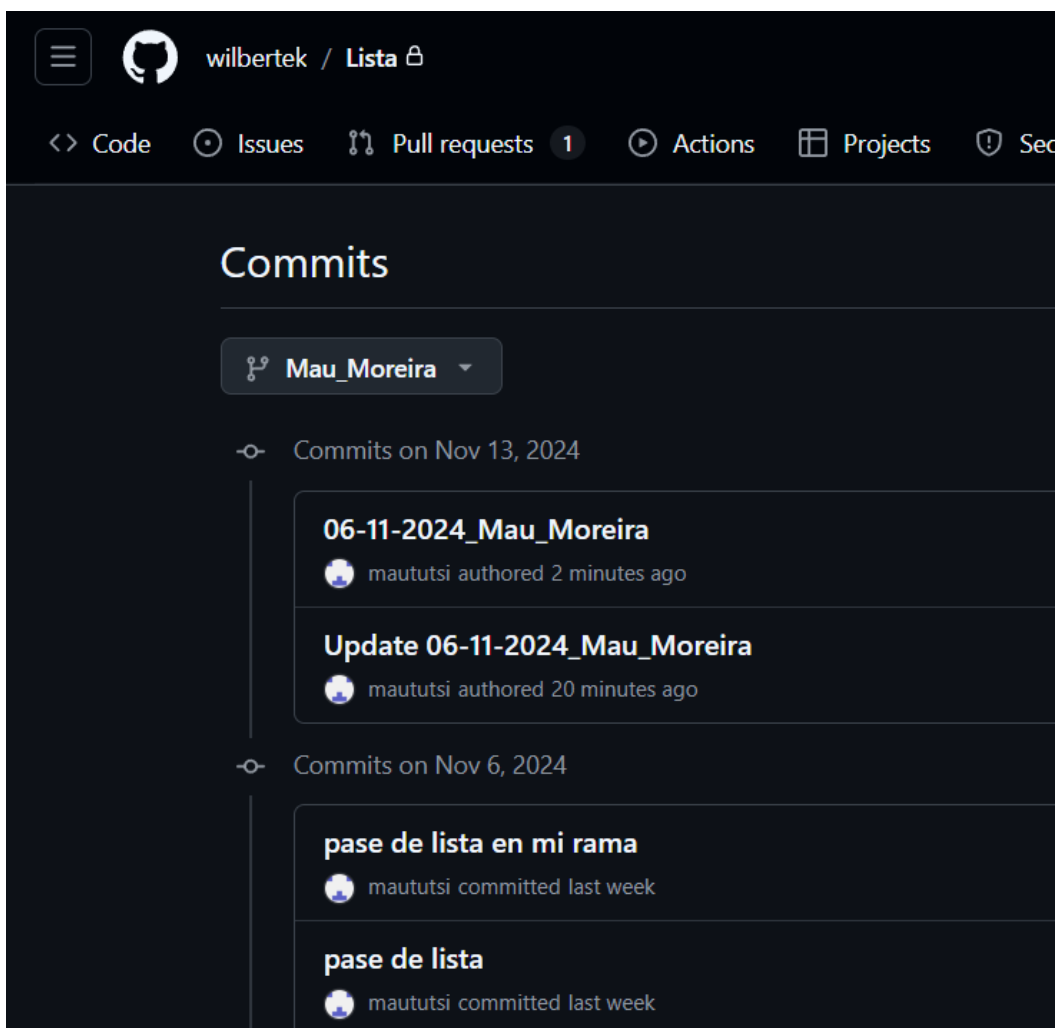 wilbertek / Lista
Code Issues Pull requests 1 Actions Projects Sec
Commits
Mau_Moreira
Commits on Nov 13, 2024
06-11-2024_Mau_Moreira
maututsi authored 2 minutes ago
Update 06-11-2024_Mau_Moreira
maututsi authored 20 minutes ago
Commits on Nov 6, 2024
pase de lista en mi rama
maututsi committed last week
pase de lista
maututsi committed last week